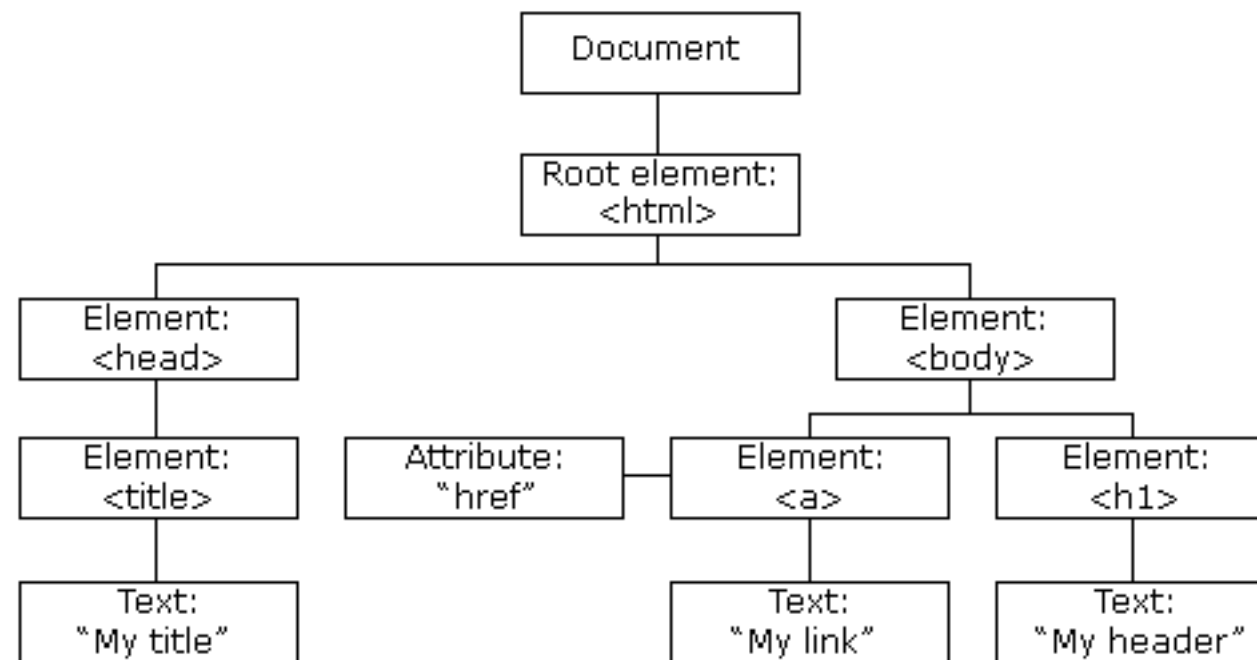 Document
Root element:
<html>
Element:
<head>
Element:
<body>
Element:
<title>
Attribute:
“href”
Element:
<a>
Element:
<h1>
Text:
“My title”
Text:
“My link”
Text:
“My header”